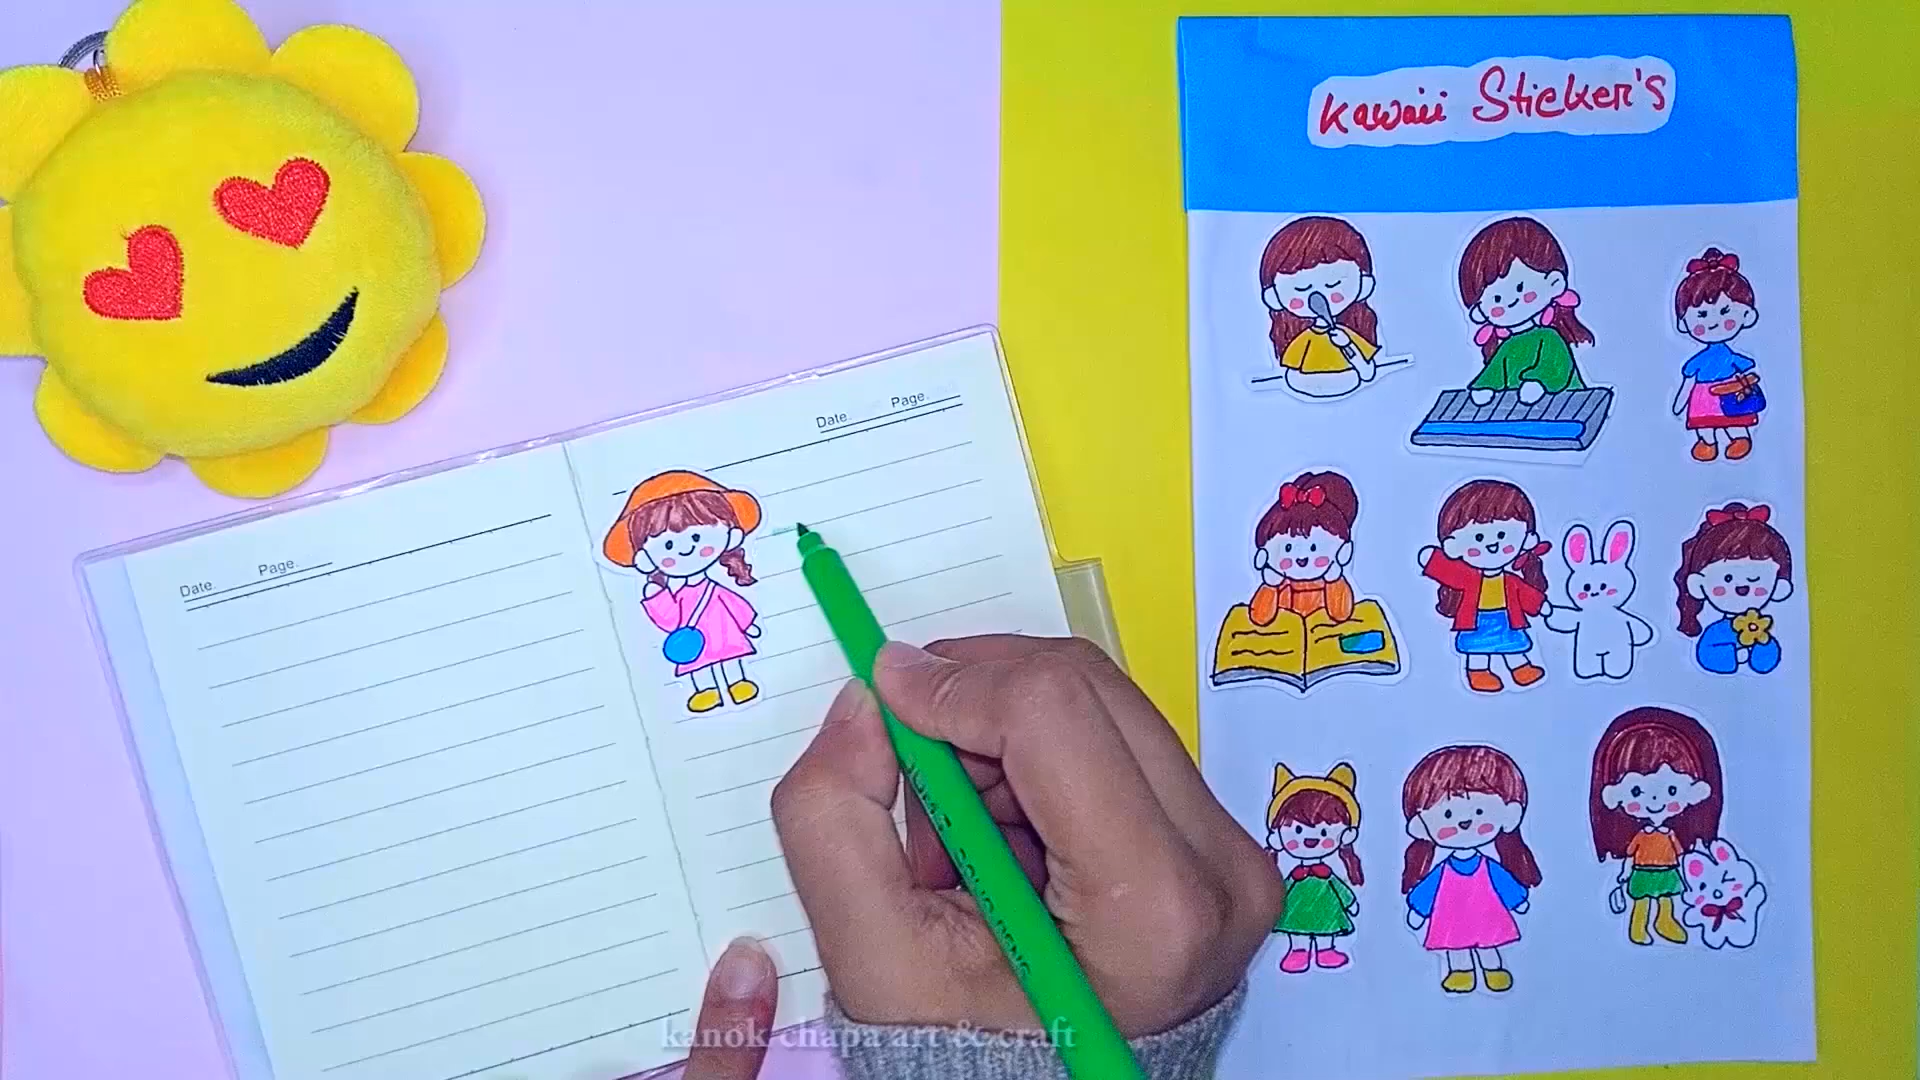 Kawaii Sticker's
Date. Page.
Date. Page.
kanok chapa art & craft